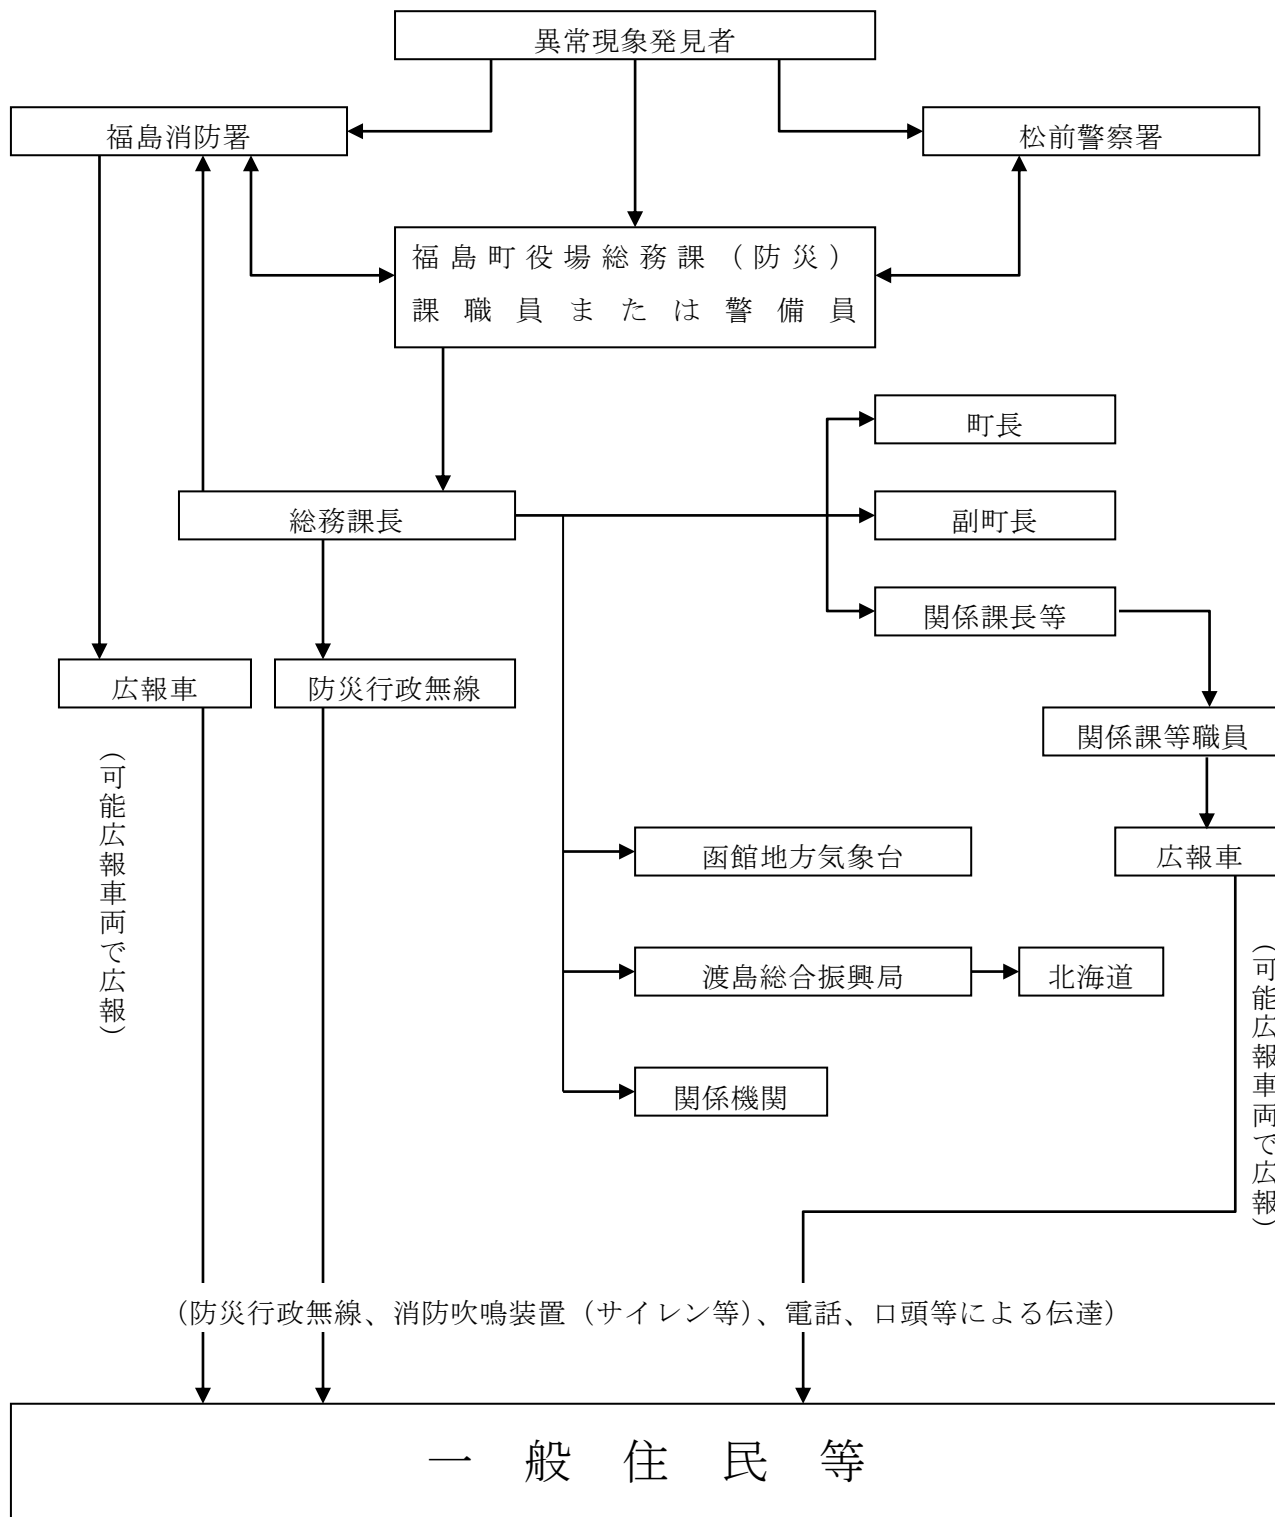 異常現象発見者
福島消防署
松前警察署
福島町役場総務課（防災）
課職員または警備員
町長
総務課長
副町長
関係課長等
広報車
防災行政無線
関係課等職員
（可能広報車両で広報）
函館地方気象台
広報車
渡島総合振興局
北海道
（可能広報車両で広報）
関係機関
（防災行政無線、消防吹鳴装置（サイレン等）、電話、口頭等による伝達）
一般住民等